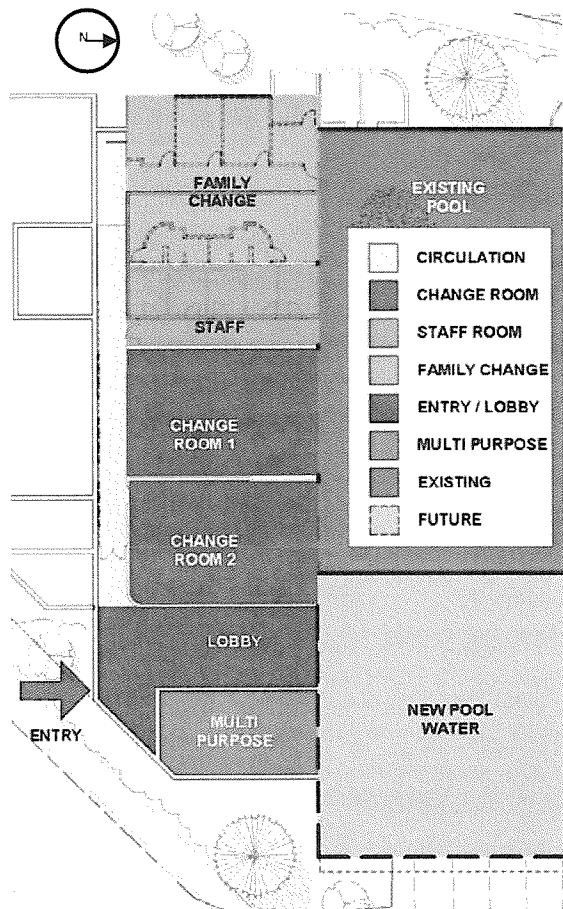 N
FAMILY
CHANGE
EXISTING
POOL
CIRCULATION
CHANGE ROOM
STAFF ROOM
FAMILY CHANGE
ENTRY / LOBBY
MULTI PURPOSE
EXISTING
FUTURE
STAFF
CHANGE
ROOM 1
CHANGE
ROOM 2
LOBBY
ENTRY
MULTI
PURPOSE
NEW POOL
WATER